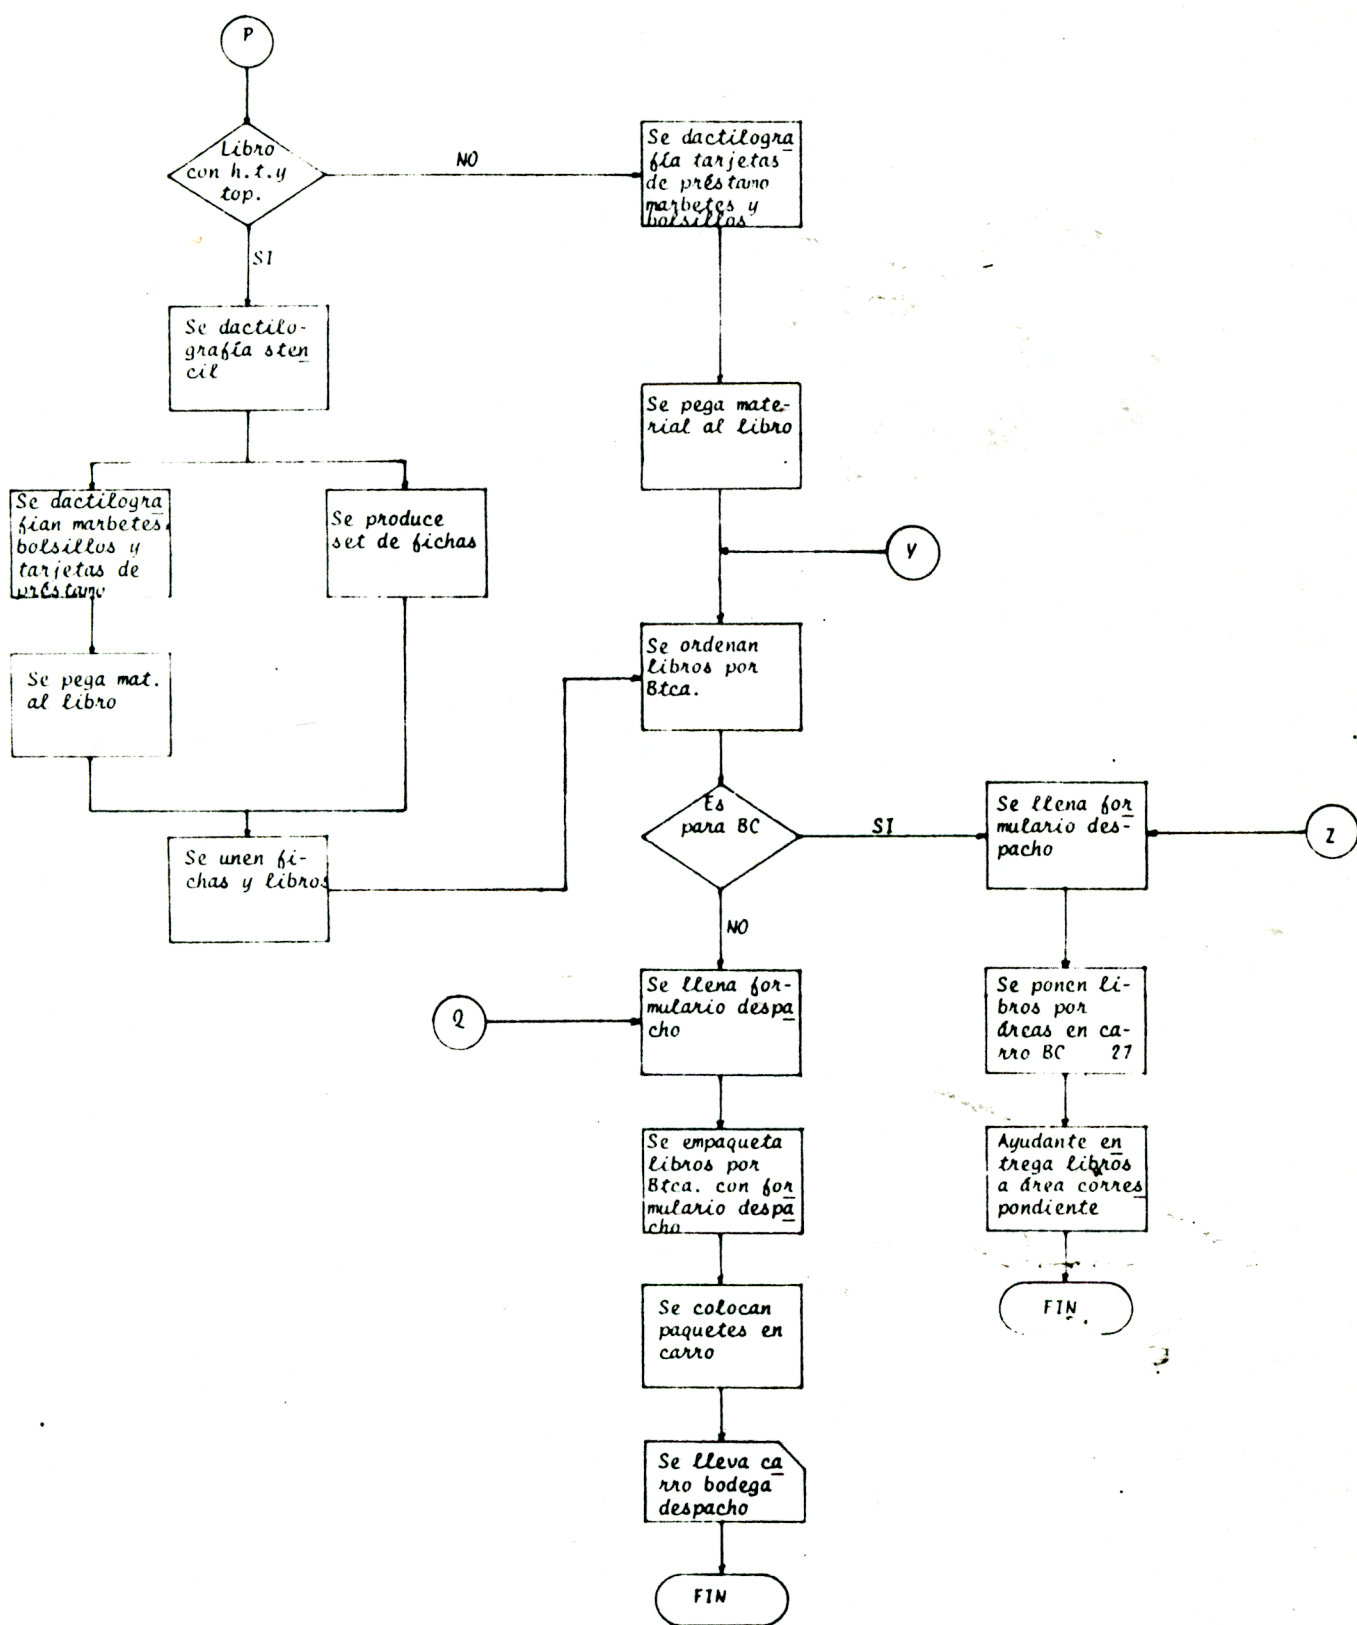 P
Libro
con h.t.y
top.
NO
SI
Se dactilogra
fía tarjetas
de préstamo
marbetes y
bolsillos
Se dactilo-
grafía sten
cil
Se pega mate-
rial al libro
Se dactilogra
fian marbetes,
bolsillos y
tarjetas de
préstamo
Se produce
set de fichas
Y
Se pega mat.
al libro
Se ordenan
libros por
Btca.
Se unen fi-
chas y libros
Es
para BC
SI
NO
Se llena for
mulario des-
pacho
Z
Q
Se llena for-
mulario despa
cho
Se ponen li-
bros por
áreas en ca-
rro BC 27
Se empaqueta
libros por
Btca. con for
mulario despa
cho
Ayudante en
trega libros
a área corres
pondiente
Se colocan
paquetes en
carro
FIN
Se lleva ca
rro bodega
despacho
FIN